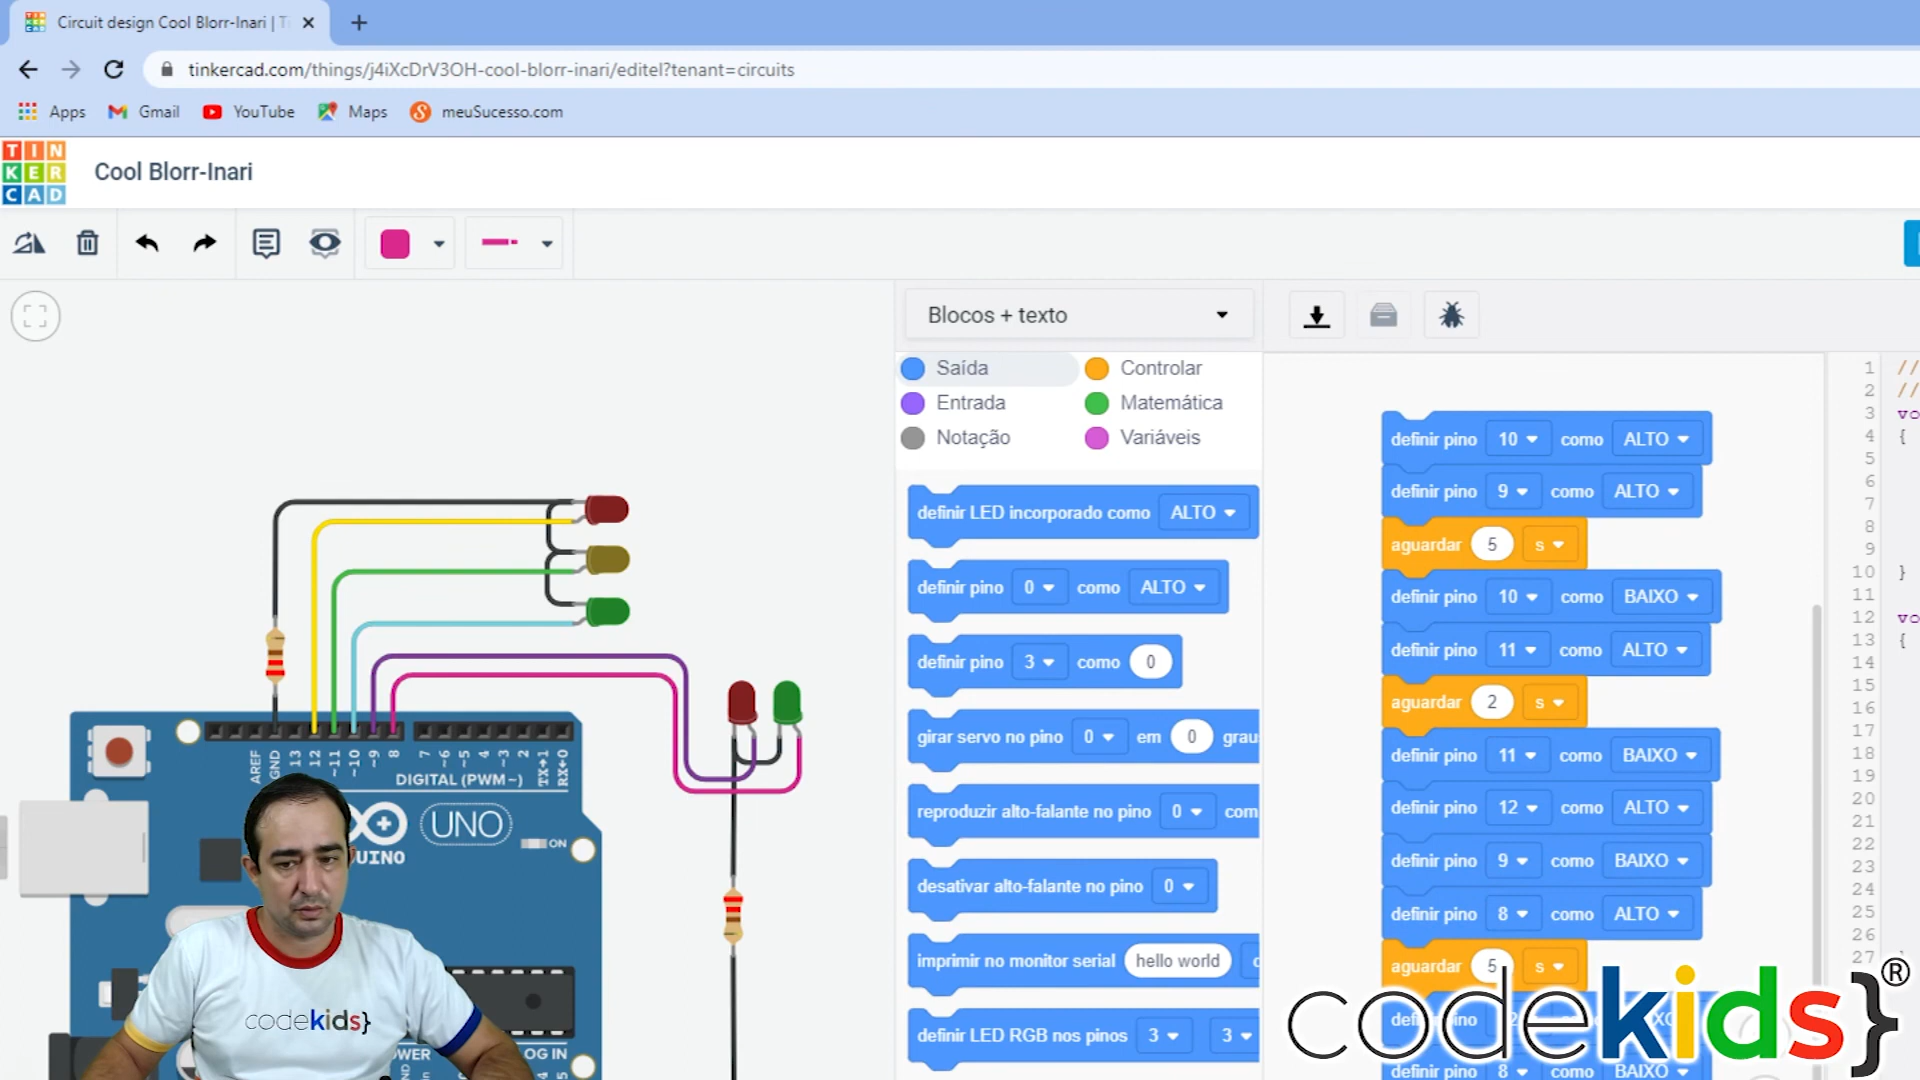 Circuit design Cool Blorr-Inari | Ti
tinkercad.com/things/j4iXcDrV3OH-cool-blorr-inari/editel?tenant=circuits
Apps Gmail YouTube Maps meuSucesso.com
TIN
KER
CAD
Cool Blorr-Inari
Blocos + texto
Saída Controlar
Entrada Matemática
Notação Variáveis
definir LED incorporado como ALTO
definir pino 0 como ALTO
definir pino 3 como 0
girar servo no pino 0 em 0 grau
reproduzir alto-falante no pino 0 com
desativar alto-falante no pino 0
imprimir no monitor serial hello world
definir LED RGB nos pinos 3 3
definir pino 10 como ALTO
definir pino 9 como ALTO
aguardar 5 s
definir pino 10 como BAIXO
definir pino 11 como ALTO
aguardar 2 s
definir pino 11 como BAIXO
definir pino 12 como ALTO
definir pino 9 como BAIXO
definir pino 8 como ALTO
aguardar 5 s
8 BAIXO
1 //
2 //
3 vo
4 {
5
6
7
8
9
10 }
11
12 vo
13 {
14
15
16
17
18
19
20
21
22
23
24
25
26
27
AREF GND 13 12 ~11 ~10 ~9 8 7 ~6 ~5 4 ~3 2 TX→1 RX←0
DIGITAL (PWM~)
UNO
UINO
ON
OWER
OG IN
codekids}
codekids}®